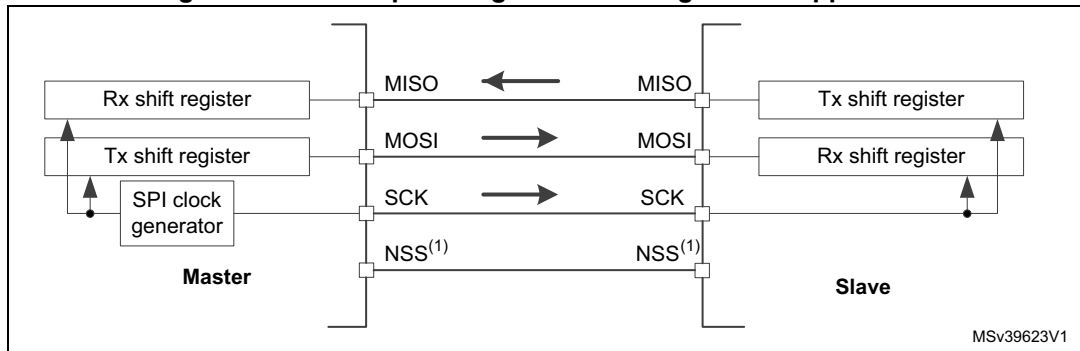 Rx shift register
MISO
MISO
Tx shift register
Tx shift register
MOSI
MOSI
Rx shift register
SPI clock
generator
SCK
SCK
NSS(1)
NSS(1)
Master
Slave
MSv39623V1